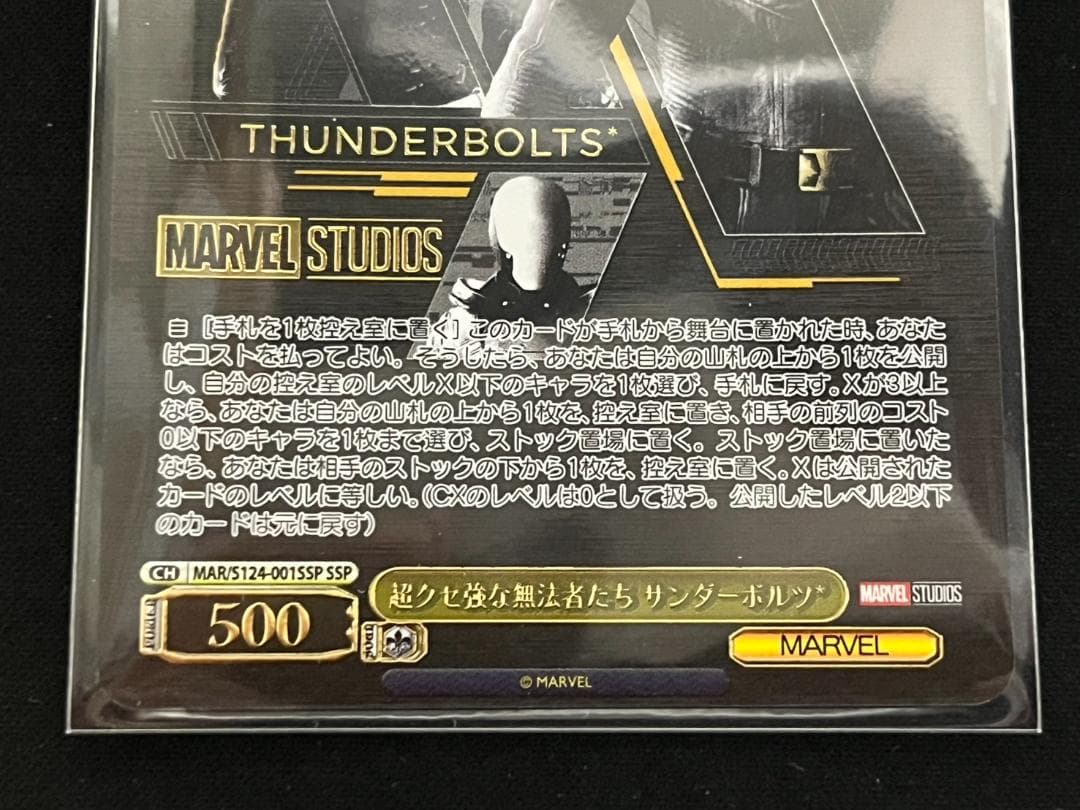 THUNDERBOLTS*
MARVEL STUDIOS
[手札を1枚控え室に置く] このカードが手札から舞台に置かれた時、あなた
はコストを払ってよい。そうしたら、あなたは自分の山札の上から1枚を公開
し、自分の控え室のレベルX以下のキャラを1枚選び、手札に戻す。Xが3以上
なら、あなたは自分の山札の上から1枚を、控え室に置き、相手の前列のコスト
0以下のキャラを1枚まで選び、ストック置場に置く。ストック置場に置いた
なら、あなたは相手のストックの下から1枚を、控え室に置く。Xは公開された
カードのレベルに等しい。(CXのレベルは0として扱う。公開したレベル2以下
のカードは元に戻す)
CH MAR/S124-001SSP SSP
POWER 500
超クセ強な無法者たち サンダーボルツ*
MARVEL STUDIOS
SOUL
MARVEL
© MARVEL